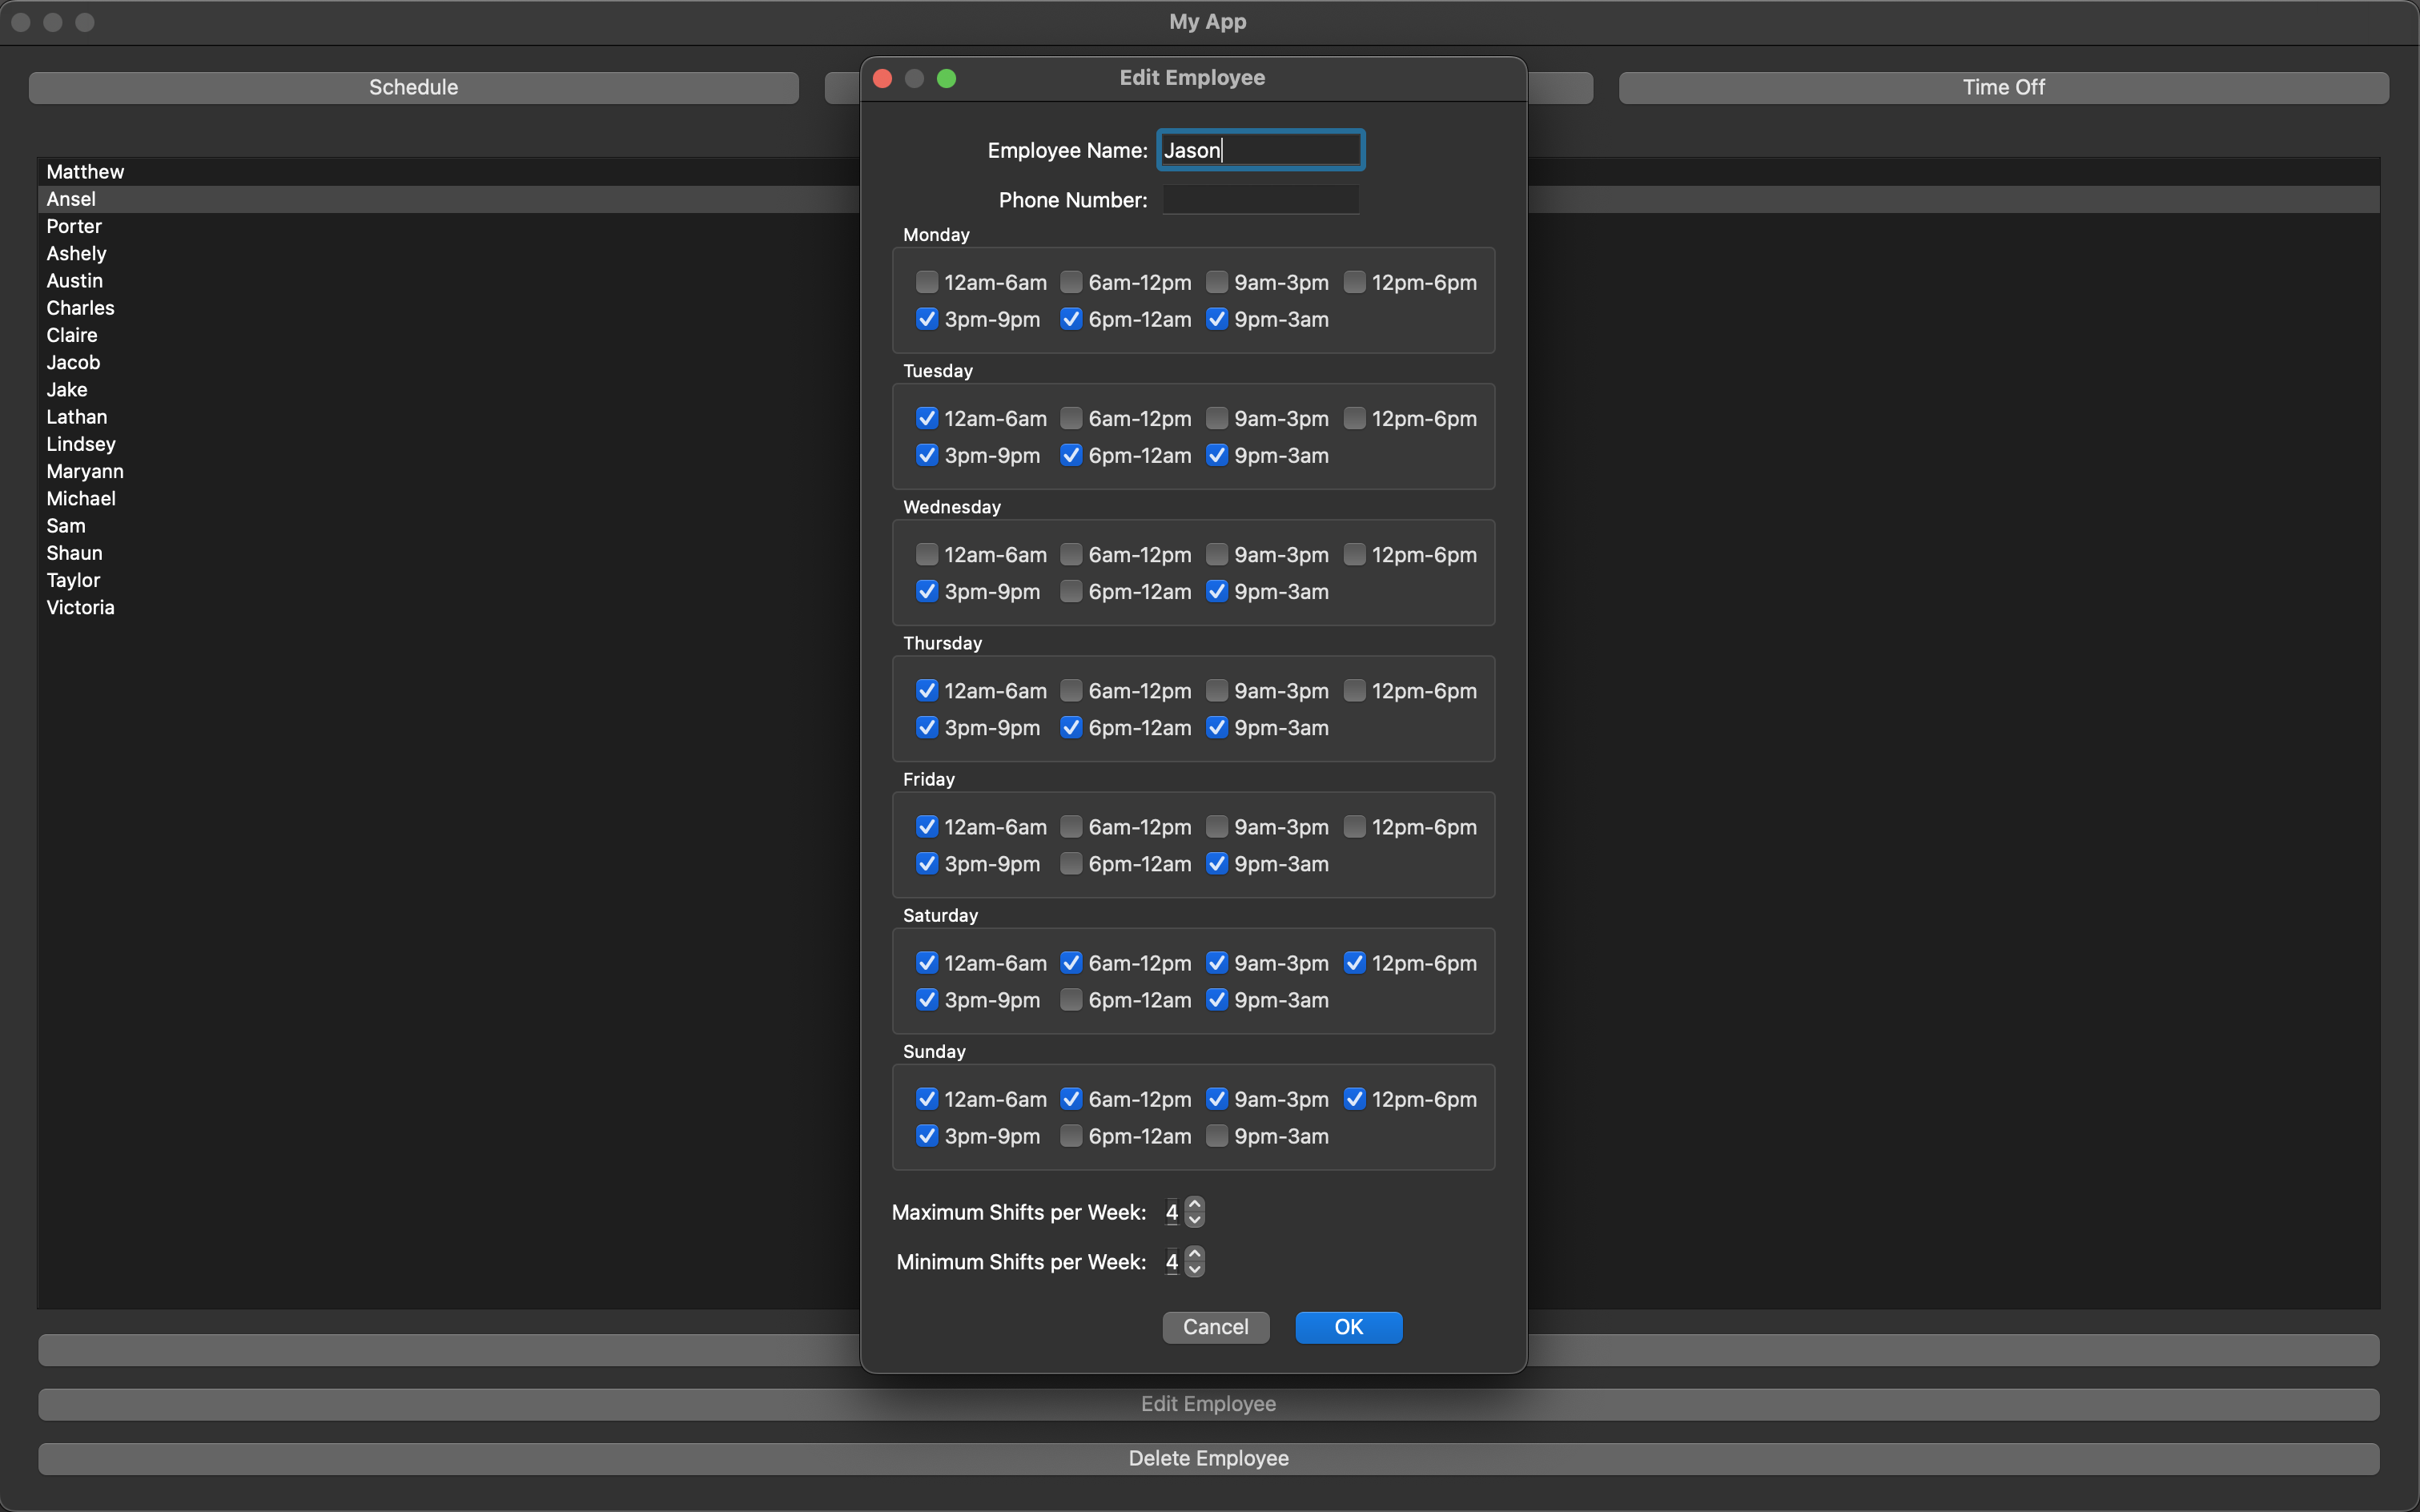 My App
Schedule
Time Off
Matthew
Ansel
Porter
Ashely
Austin
Charles
Claire
Jacob
Jake
Lathan
Lindsey
Maryann
Michael
Sam
Shaun
Taylor
Victoria
Edit Employee
Employee Name: Jason
Phone Number:
Monday
12am-6am 6am-12pm 9am-3pm 12pm-6pm
3pm-9pm 6pm-12am 9pm-3am
Tuesday
12am-6am 6am-12pm 9am-3pm 12pm-6pm
3pm-9pm 6pm-12am 9pm-3am
Wednesday
12am-6am 6am-12pm 9am-3pm 12pm-6pm
3pm-9pm 6pm-12am 9pm-3am
Thursday
12am-6am 6am-12pm 9am-3pm 12pm-6pm
3pm-9pm 6pm-12am 9pm-3am
Friday
12am-6am 6am-12pm 9am-3pm 12pm-6pm
3pm-9pm 6pm-12am 9pm-3am
Saturday
12am-6am 6am-12pm 9am-3pm 12pm-6pm
3pm-9pm 6pm-12am 9pm-3am
Sunday
12am-6am 6am-12pm 9am-3pm 12pm-6pm
3pm-9pm 6pm-12am 9pm-3am
Maximum Shifts per Week: 4
Minimum Shifts per Week: 4
Cancel OK
Edit Employee
Delete Employee